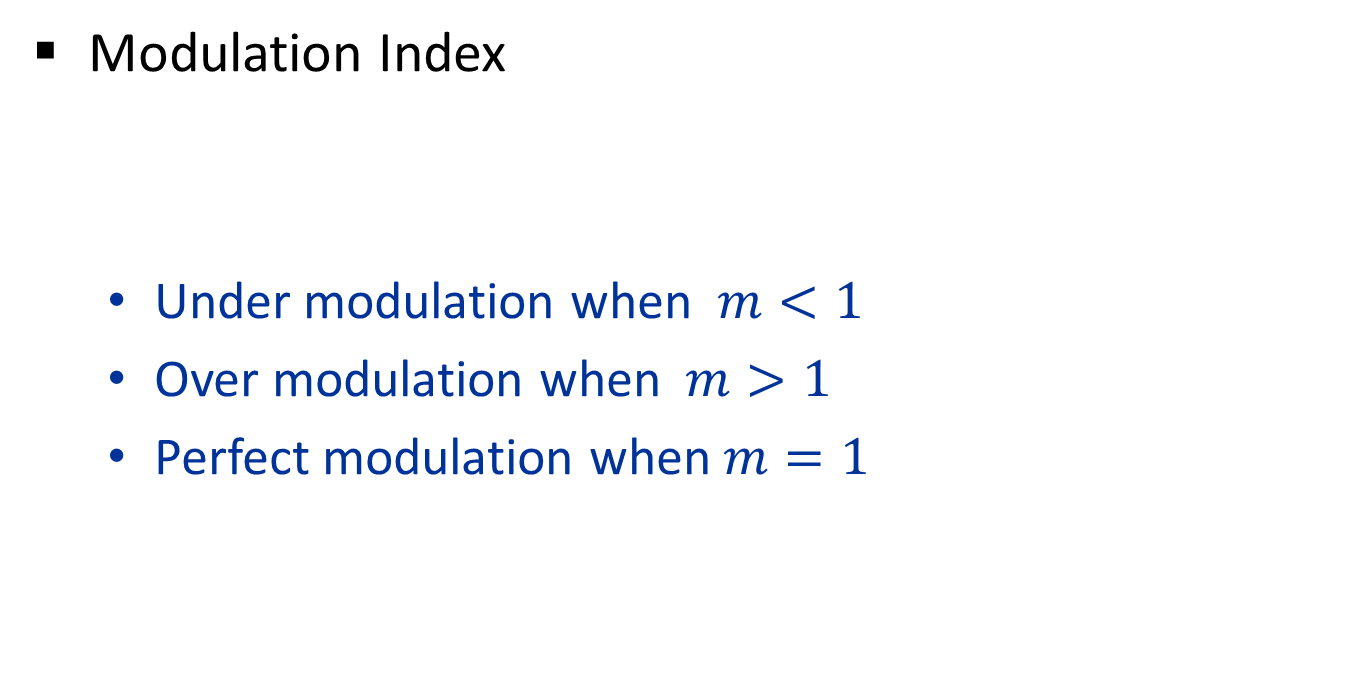 ▪ Modulation Index
• Under modulation when m < 1
• Over modulation when m > 1
• Perfect modulation when m = 1